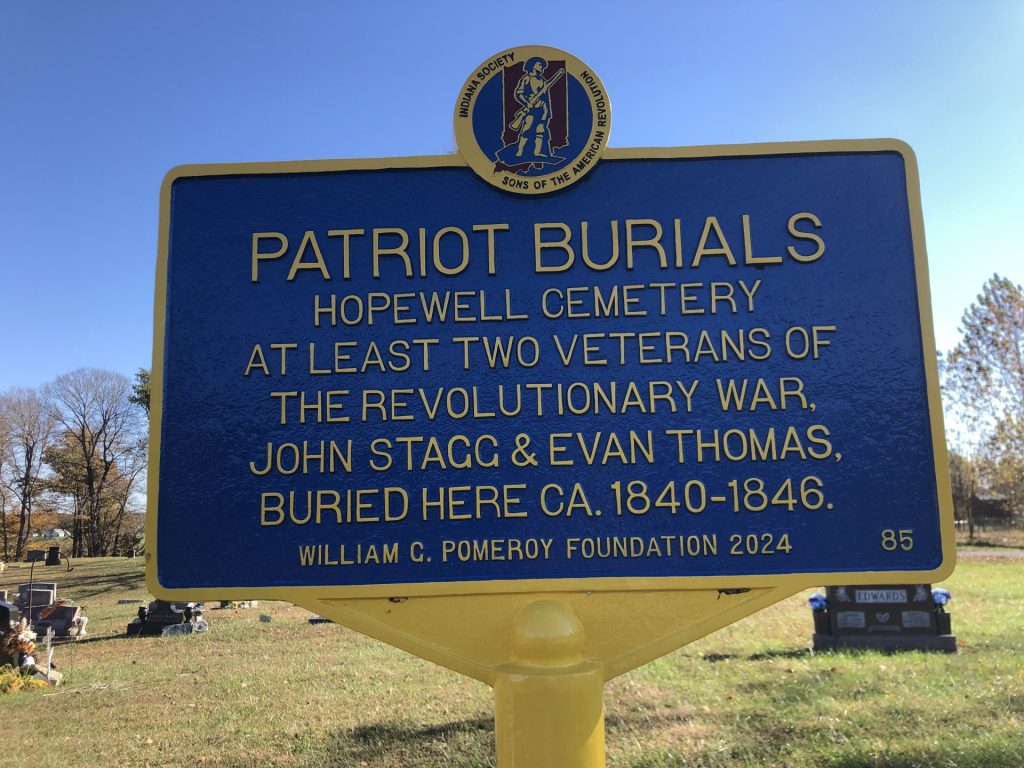 INDIANA SOCIETY
SONS OF THE AMERICAN REVOLUTION
PATRIOT BURIALS
HOPEWELL CEMETERY
AT LEAST TWO VETERANS OF
THE REVOLUTIONARY WAR,
JOHN STAGG & EVAN THOMAS,
BURIED HERE CA. 1840-1846.
WILLIAM G. POMEROY FOUNDATION 2024
85
EDWARDS